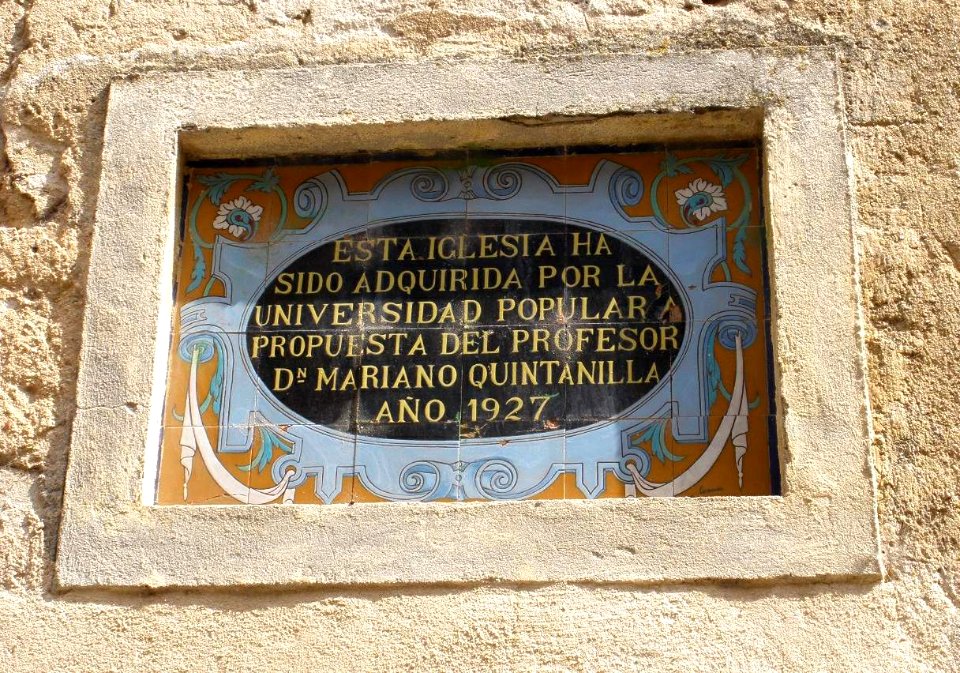 ESTA IGLESIA HA
SIDO ADQUIRIDA POR LA
UNIVERSIDAD POPULAR A
PROPUESTA DEL PROFESOR
Dⁿ MARIANO QUINTANILLA
AÑO 1927